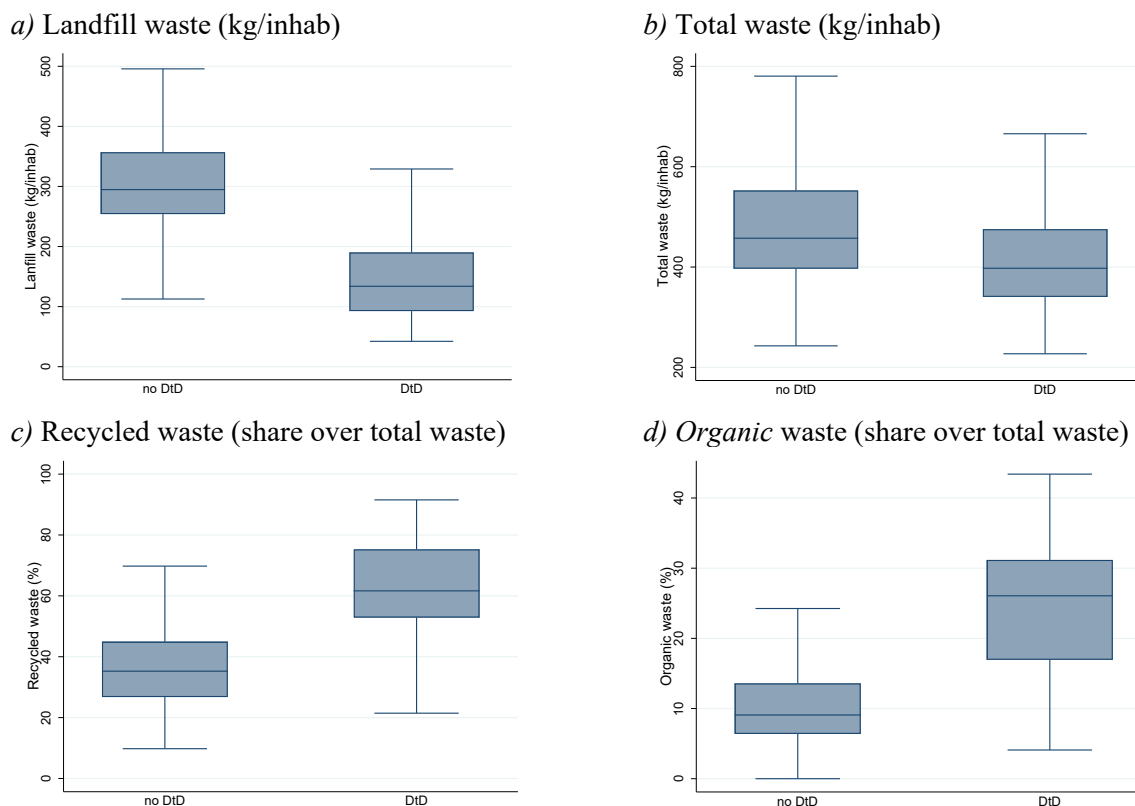 a) Landfill waste (kg/inhab)
b) Total waste (kg/inhab)
Lanfill waste (kg/inhab)
500
400
300
200
100
0
no DtD
DtD
Total waste (kg/inhab)
800
600
400
200
no DtD
DtD
c) Recycled waste (share over total waste)
d) Organic waste (share over total waste)
Recycled waste (%)
100
80
60
40
20
0
no DtD
DtD
Organic waste (%)
40
30
20
10
0
no DtD
DtD